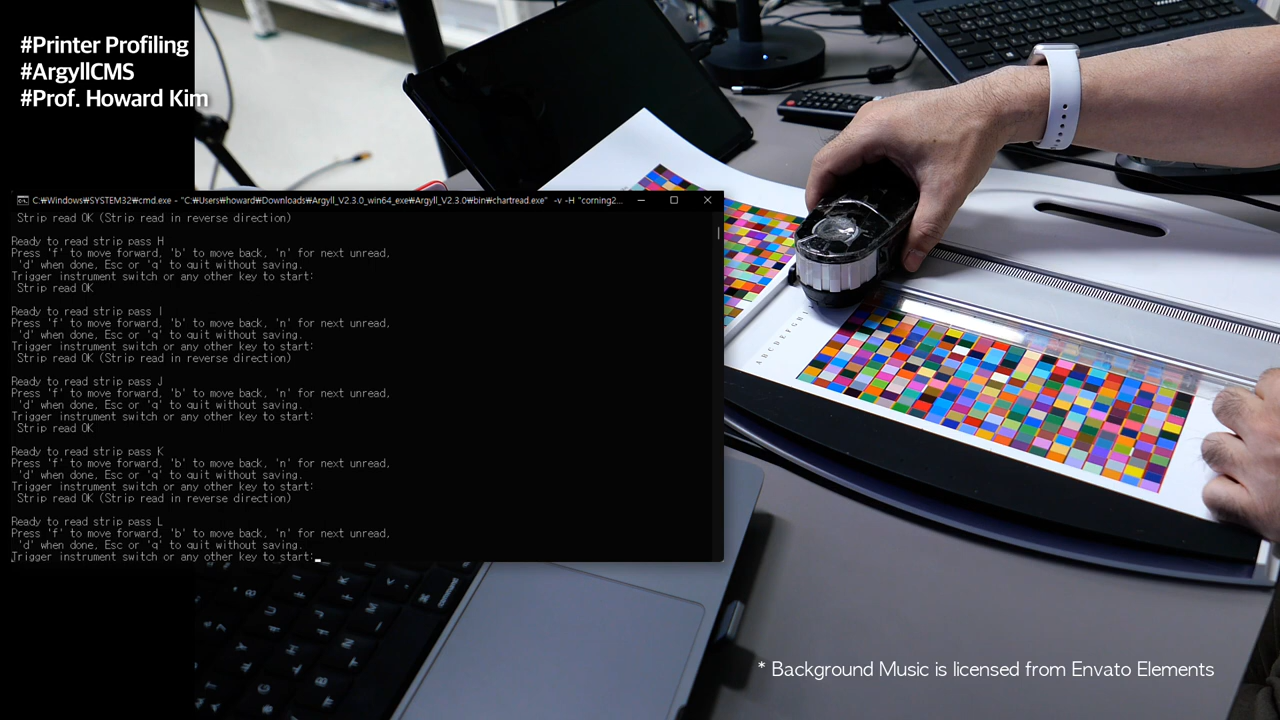 #Printer Profiling
#ArgyllCMS
#Prof. Howard Kim
C:₩Windows₩SYSTEM32₩cmd.exe - "C:₩Users₩howard₩Downloads₩Argyll_V2.3.0_win64_exe₩Argyll_V2.3.0₩bin₩chartread.exe" -v -H "corning2...
Strip read OK (Strip read in reverse direction)
Ready to read strip pass H
Press 'f' to move forward, 'b' to move back, 'n' for next unread,
'd' when done, Esc or 'q' to quit without saving.
Trigger instrument switch or any other key to start:
Strip read OK
Ready to read strip pass I
Press 'f' to move forward, 'b' to move back, 'n' for next unread,
'd' when done, Esc or 'q' to quit without saving.
Trigger instrument switch or any other key to start:
Strip read OK (Strip read in reverse direction)
Ready to read strip pass J
Press 'f' to move forward, 'b' to move back, 'n' for next unread,
'd' when done, Esc or 'q' to quit without saving.
Trigger instrument switch or any other key to start:
Strip read OK
Ready to read strip pass K
Press 'f' to move forward, 'b' to move back, 'n' for next unread,
'd' when done, Esc or 'q' to quit without saving.
Trigger instrument switch or any other key to start:
Strip read OK (Strip read in reverse direction)
Ready to read strip pass L
Press 'f' to move forward, 'b' to move back, 'n' for next unread,
'd' when done, Esc or 'q' to quit without saving.
Trigger instrument switch or any other key to start:
A B C D E F G H I
* Background Music is licensed from Envato Elements